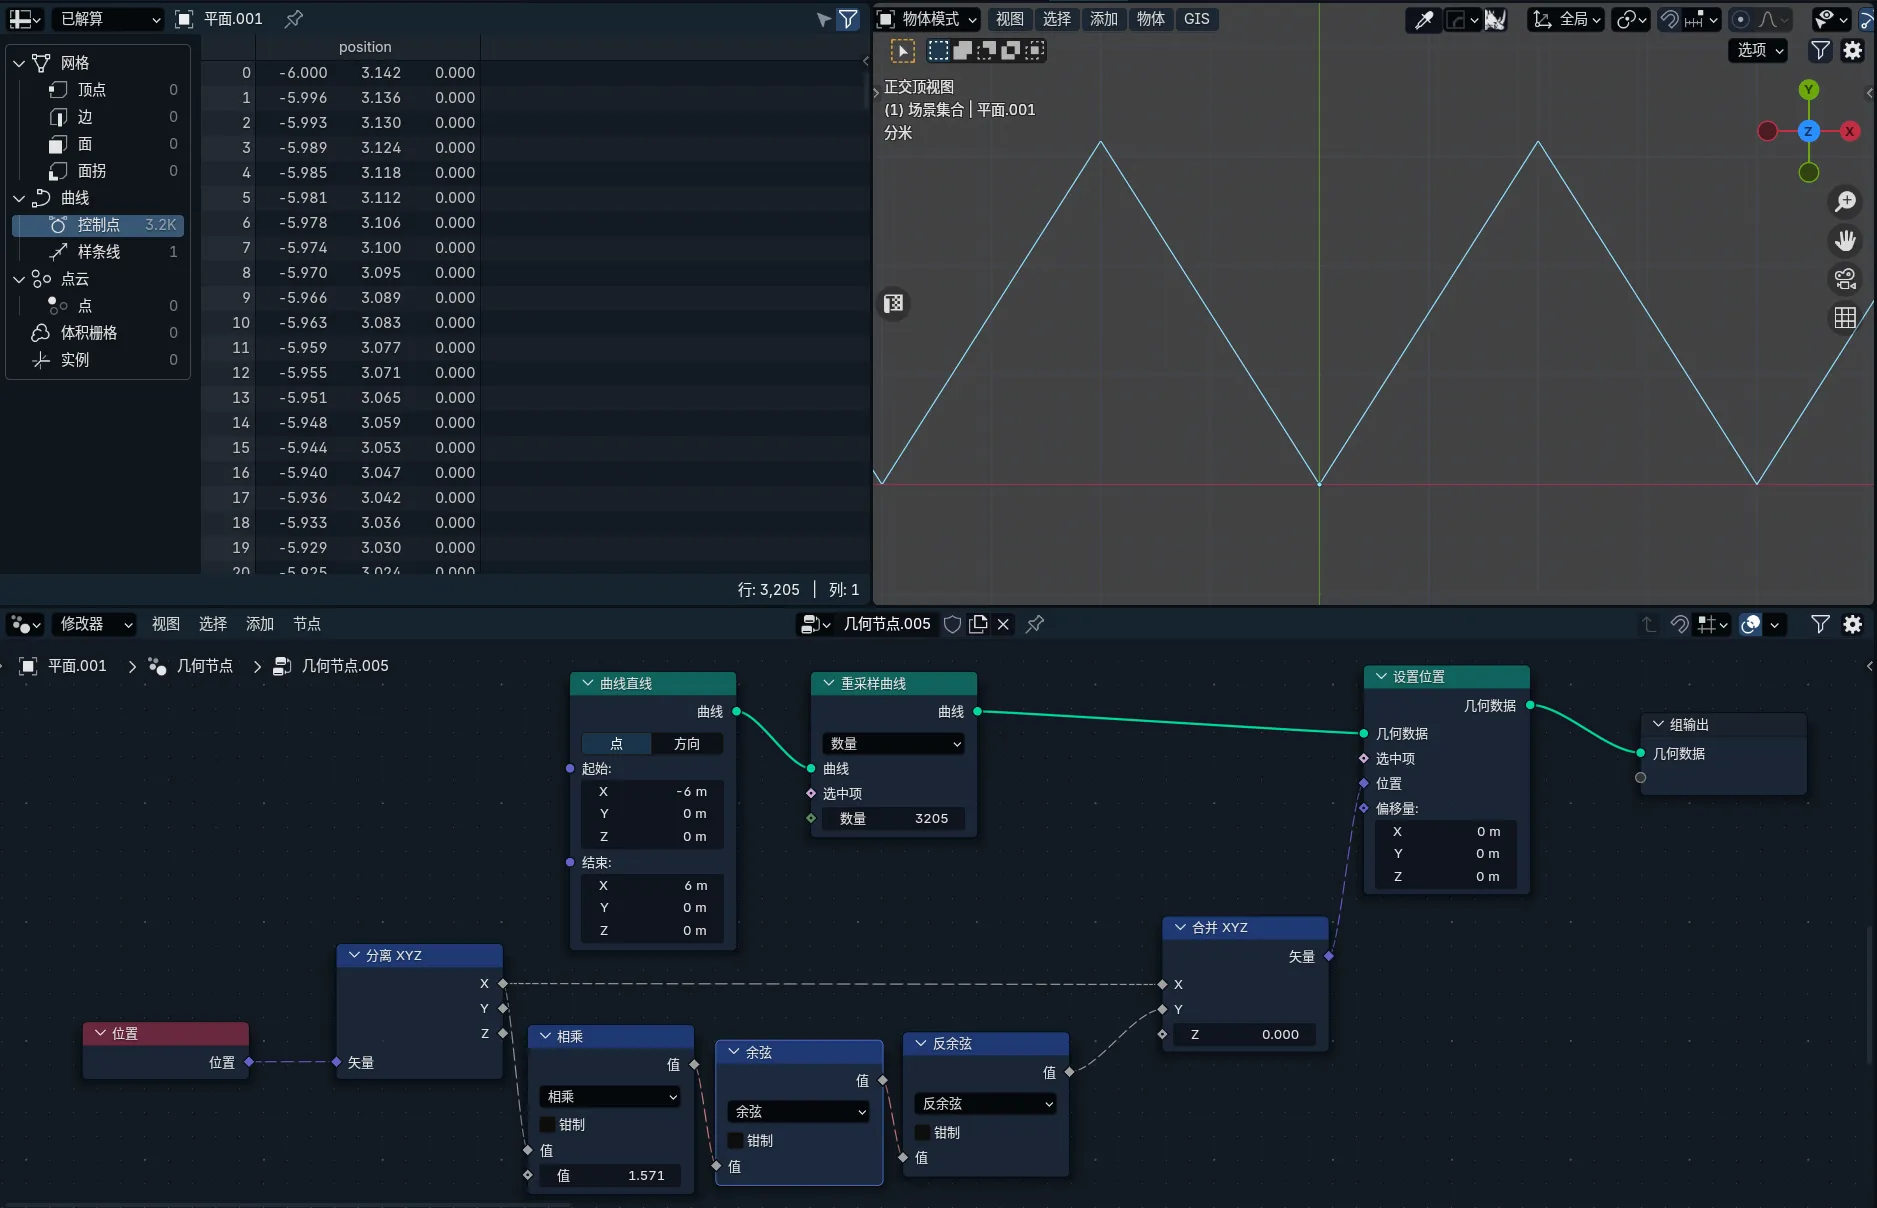 已解算
平面.001
position
网格
顶点 0
边 0
面 0
面拐 0
曲线
控制点 3.2K
样条线 1
点云
点 0
体积栅格 0
实例 0
0 -6.000 3.142 0.000
1 -5.996 3.136 0.000
2 -5.993 3.130 0.000
3 -5.989 3.124 0.000
4 -5.985 3.118 0.000
5 -5.981 3.112 0.000
6 -5.978 3.106 0.000
7 -5.974 3.100 0.000
8 -5.970 3.095 0.000
9 -5.966 3.089 0.000
10 -5.963 3.083 0.000
11 -5.959 3.077 0.000
12 -5.955 3.071 0.000
13 -5.951 3.065 0.000
14 -5.948 3.059 0.000
15 -5.944 3.053 0.000
16 -5.940 3.047 0.000
17 -5.936 3.042 0.000
18 -5.933 3.036 0.000
19 -5.929 3.030 0.000
20 -5.925 3.024 0.000
行: 3,205 | 列: 1
物体模式 视图 选择 添加 物体 GIS 全局
选项
正交顶视图
(1) 场景集合 | 平面.001
分米
Y
Z X
修改器 视图 选择 添加 节点 几何节点.005
平面.001 > 几何节点 > 几何节点.005
曲线直线
曲线
点 方向
起始:
X -6 m
Y 0 m
Z 0 m
结束:
X 6 m
Y 0 m
Z 0 m
重采样曲线
曲线
数量
曲线
选中项
数量 3205
设置位置
几何数据
几何数据
选中项
位置
偏移量:
X 0 m
Y 0 m
Z 0 m
组输出
几何数据
位置
位置
分离 XYZ
X
Y
Z
矢量
相乘
值
相乘
钳制
值
值 1.571
余弦
值
余弦
钳制
值
反余弦
值
反余弦
钳制
值
合并 XYZ
矢量
X
Y
Z 0.000